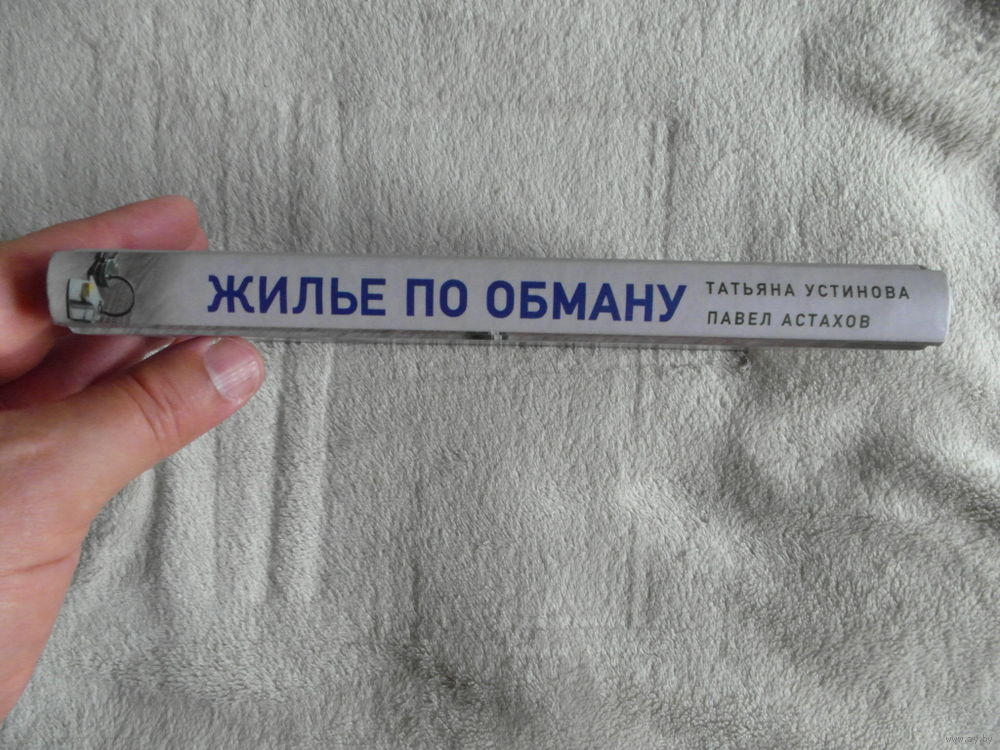 ЖИЛЬЕ ПО ОБМАНУ
ТАТЬЯНА УСТИНОВА
ПАВЕЛ АСТАХОВ